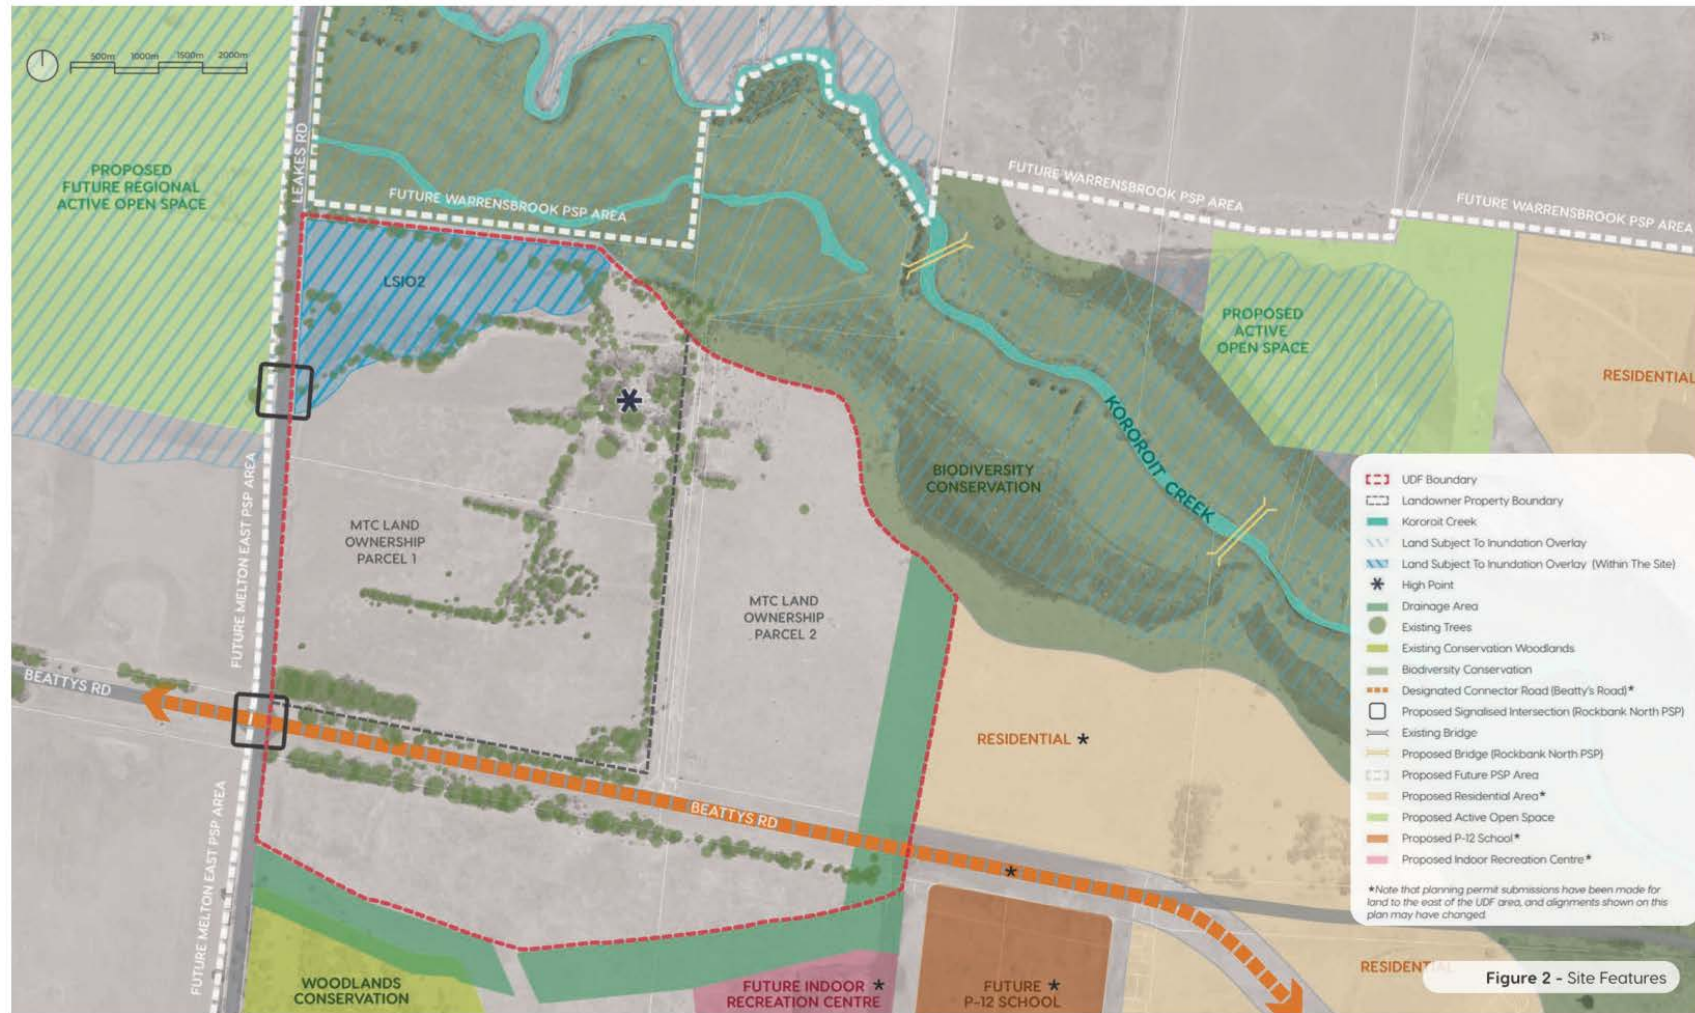 500m 1000m 1500m 2000m
PROPOSED
FUTURE REGIONAL
ACTIVE OPEN SPACE
LEAKES RD
FUTURE WARRENSBROOK PSP AREA
FUTURE WARRENSBROOK PSP AREA
FUTURE WARRENSBROOK PSP AREA
LSIO2
PROPOSED
ACTIVE
OPEN SPACE
RESIDENTIAL
KOROROIT CREEK
BIODIVERSITY
CONSERVATION
FUTURE MELTON EAST PSP AREA
MTC LAND
OWNERSHIP
PARCEL 1
MTC LAND
OWNERSHIP
PARCEL 2
BEATTYS RD
RESIDENTIAL *
BEATTYS RD
*
FUTURE MELTON EAST PSP AREA
WOODLANDS
CONSERVATION
FUTURE INDOOR *
RECREATION CENTRE
FUTURE *
P-12 SCHOOL
RESIDENTIAL
UDF Boundary
Landowner Property Boundary
Kororoit Creek
Land Subject To Inundation Overlay
Land Subject To Inundation Overlay (Within The Site)
High Point
Drainage Area
Existing Trees
Existing Conservation Woodlands
Biodiversity Conservation
Designated Connector Road (Beatty's Road)*
Proposed Signalised Intersection (Rockbank North PSP)
Existing Bridge
Proposed Bridge (Rockbank North PSP)
Proposed Future PSP Area
Proposed Residential Area*
Proposed Active Open Space
Proposed P-12 School*
Proposed Indoor Recreation Centre*
*Note that planning permit submissions have been made for
land to the east of the UDF area, and alignments shown on this
plan may have changed.
Figure 2 - Site Features